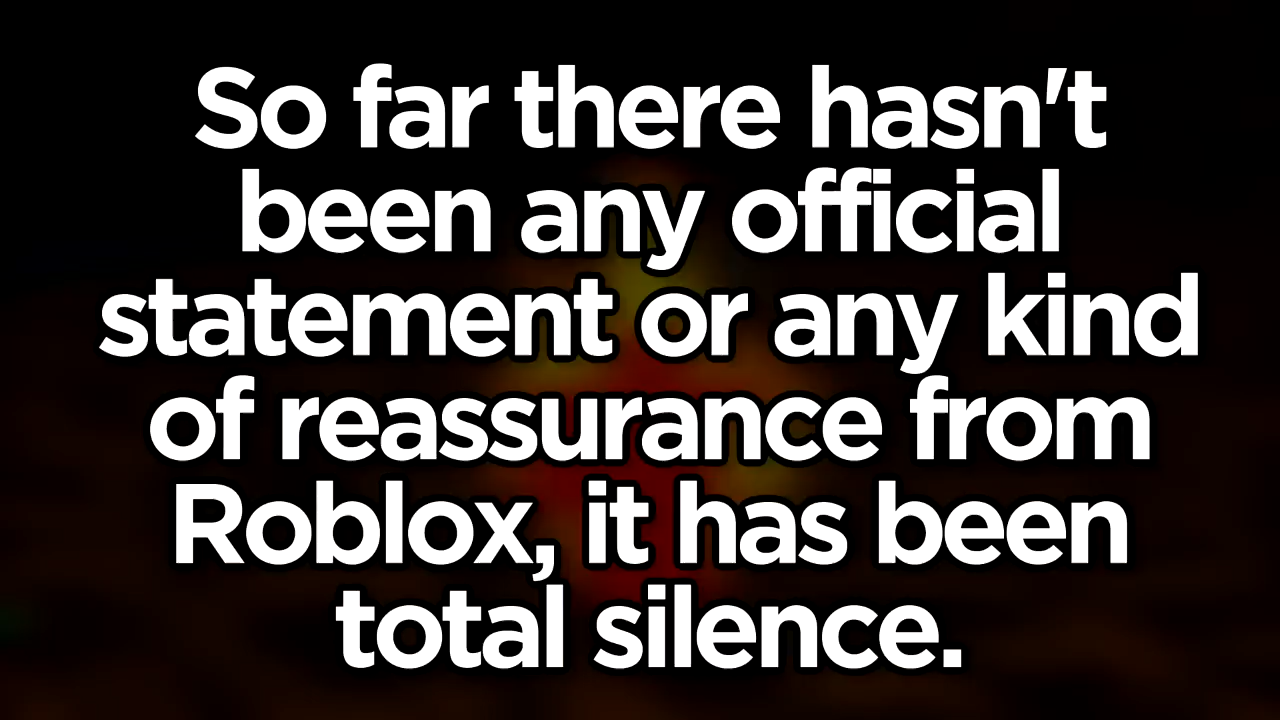 So far there hasn't
been any official
statement or any kind
of reassurance from
Roblox, it has been
total silence.